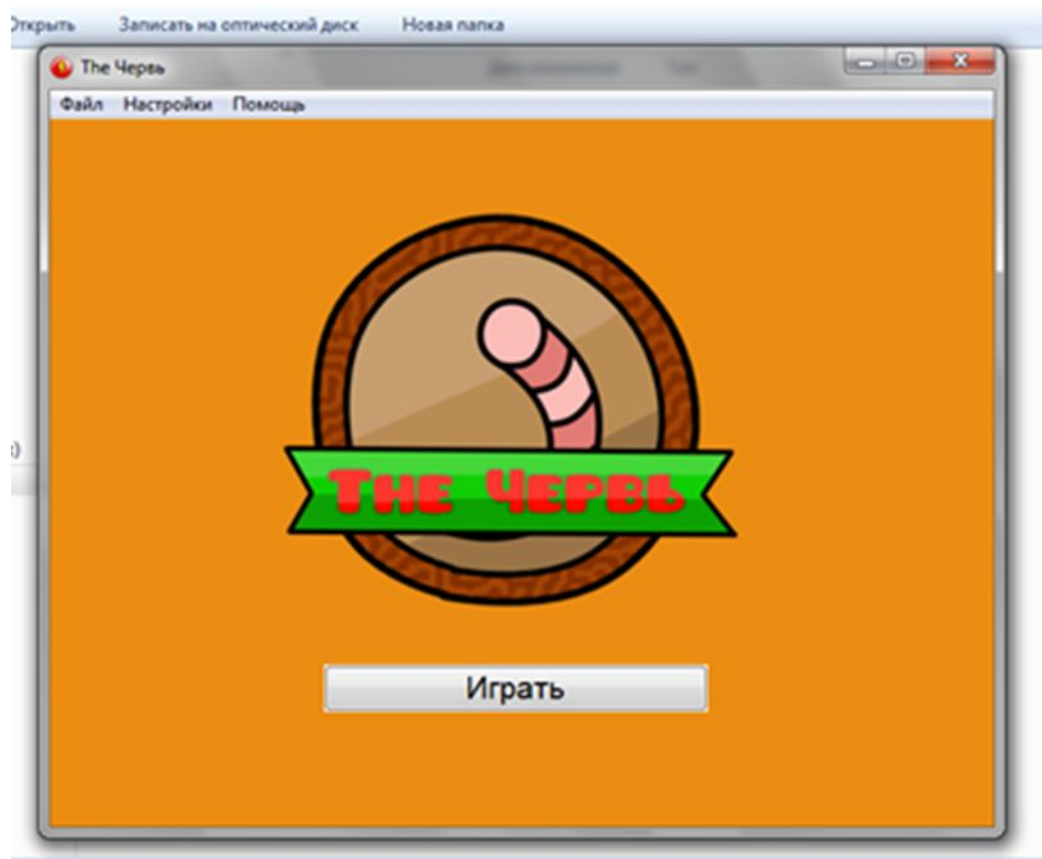 Открыть Записать на оптический диск Новая папка
The Червь
Файл Настройки Помощь
The Червь
Играть